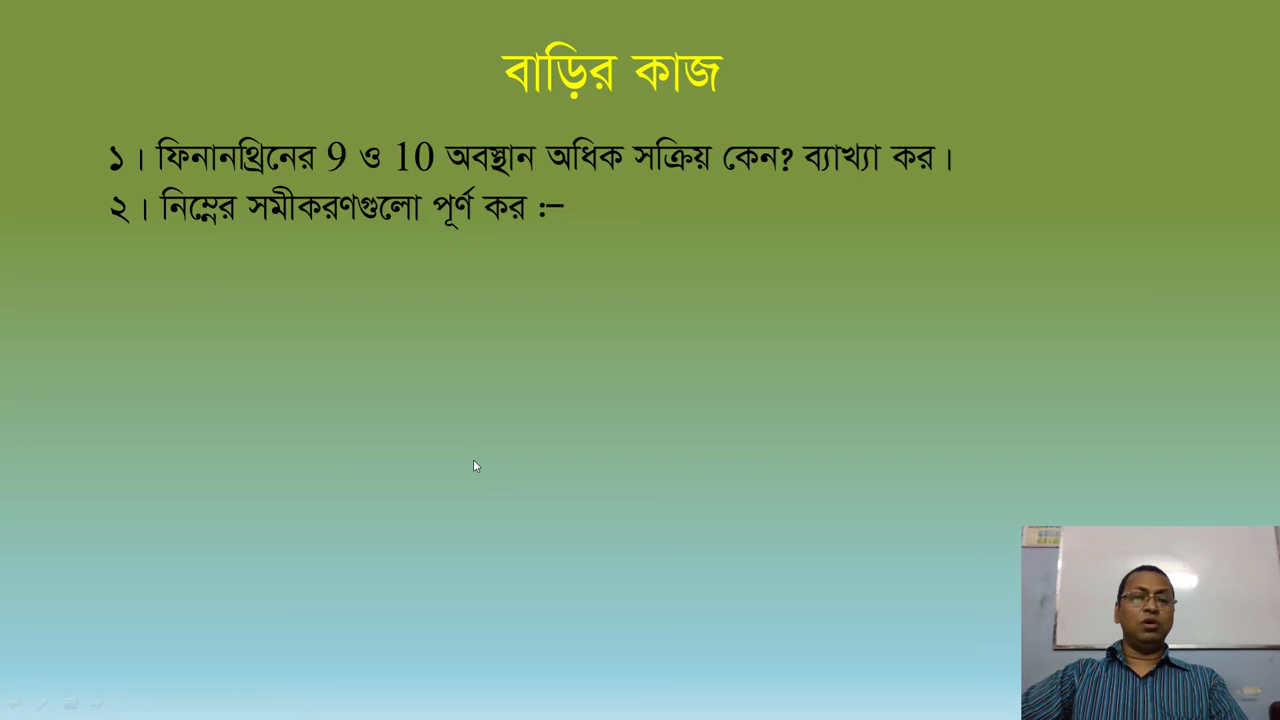 বাড়ির কাজ
১। ফিনানথ্রিনের 9 ও 10 অবস্থান অধিক সক্রিয় কেন? ব্যাখ্যা কর।
২। নিম্নের সমীকরণগুলো পূর্ণ কর ঃ–